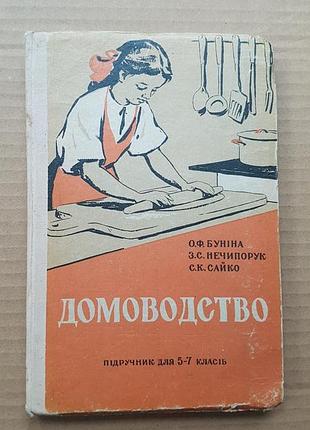 О.Ф. БУНІНА
З.С. НЕЧИПОРУК
С.К. САЙКО
ДОМОВОДСТВО
ПІДРУЧНИК ДЛЯ 5-7 КЛАСІВ